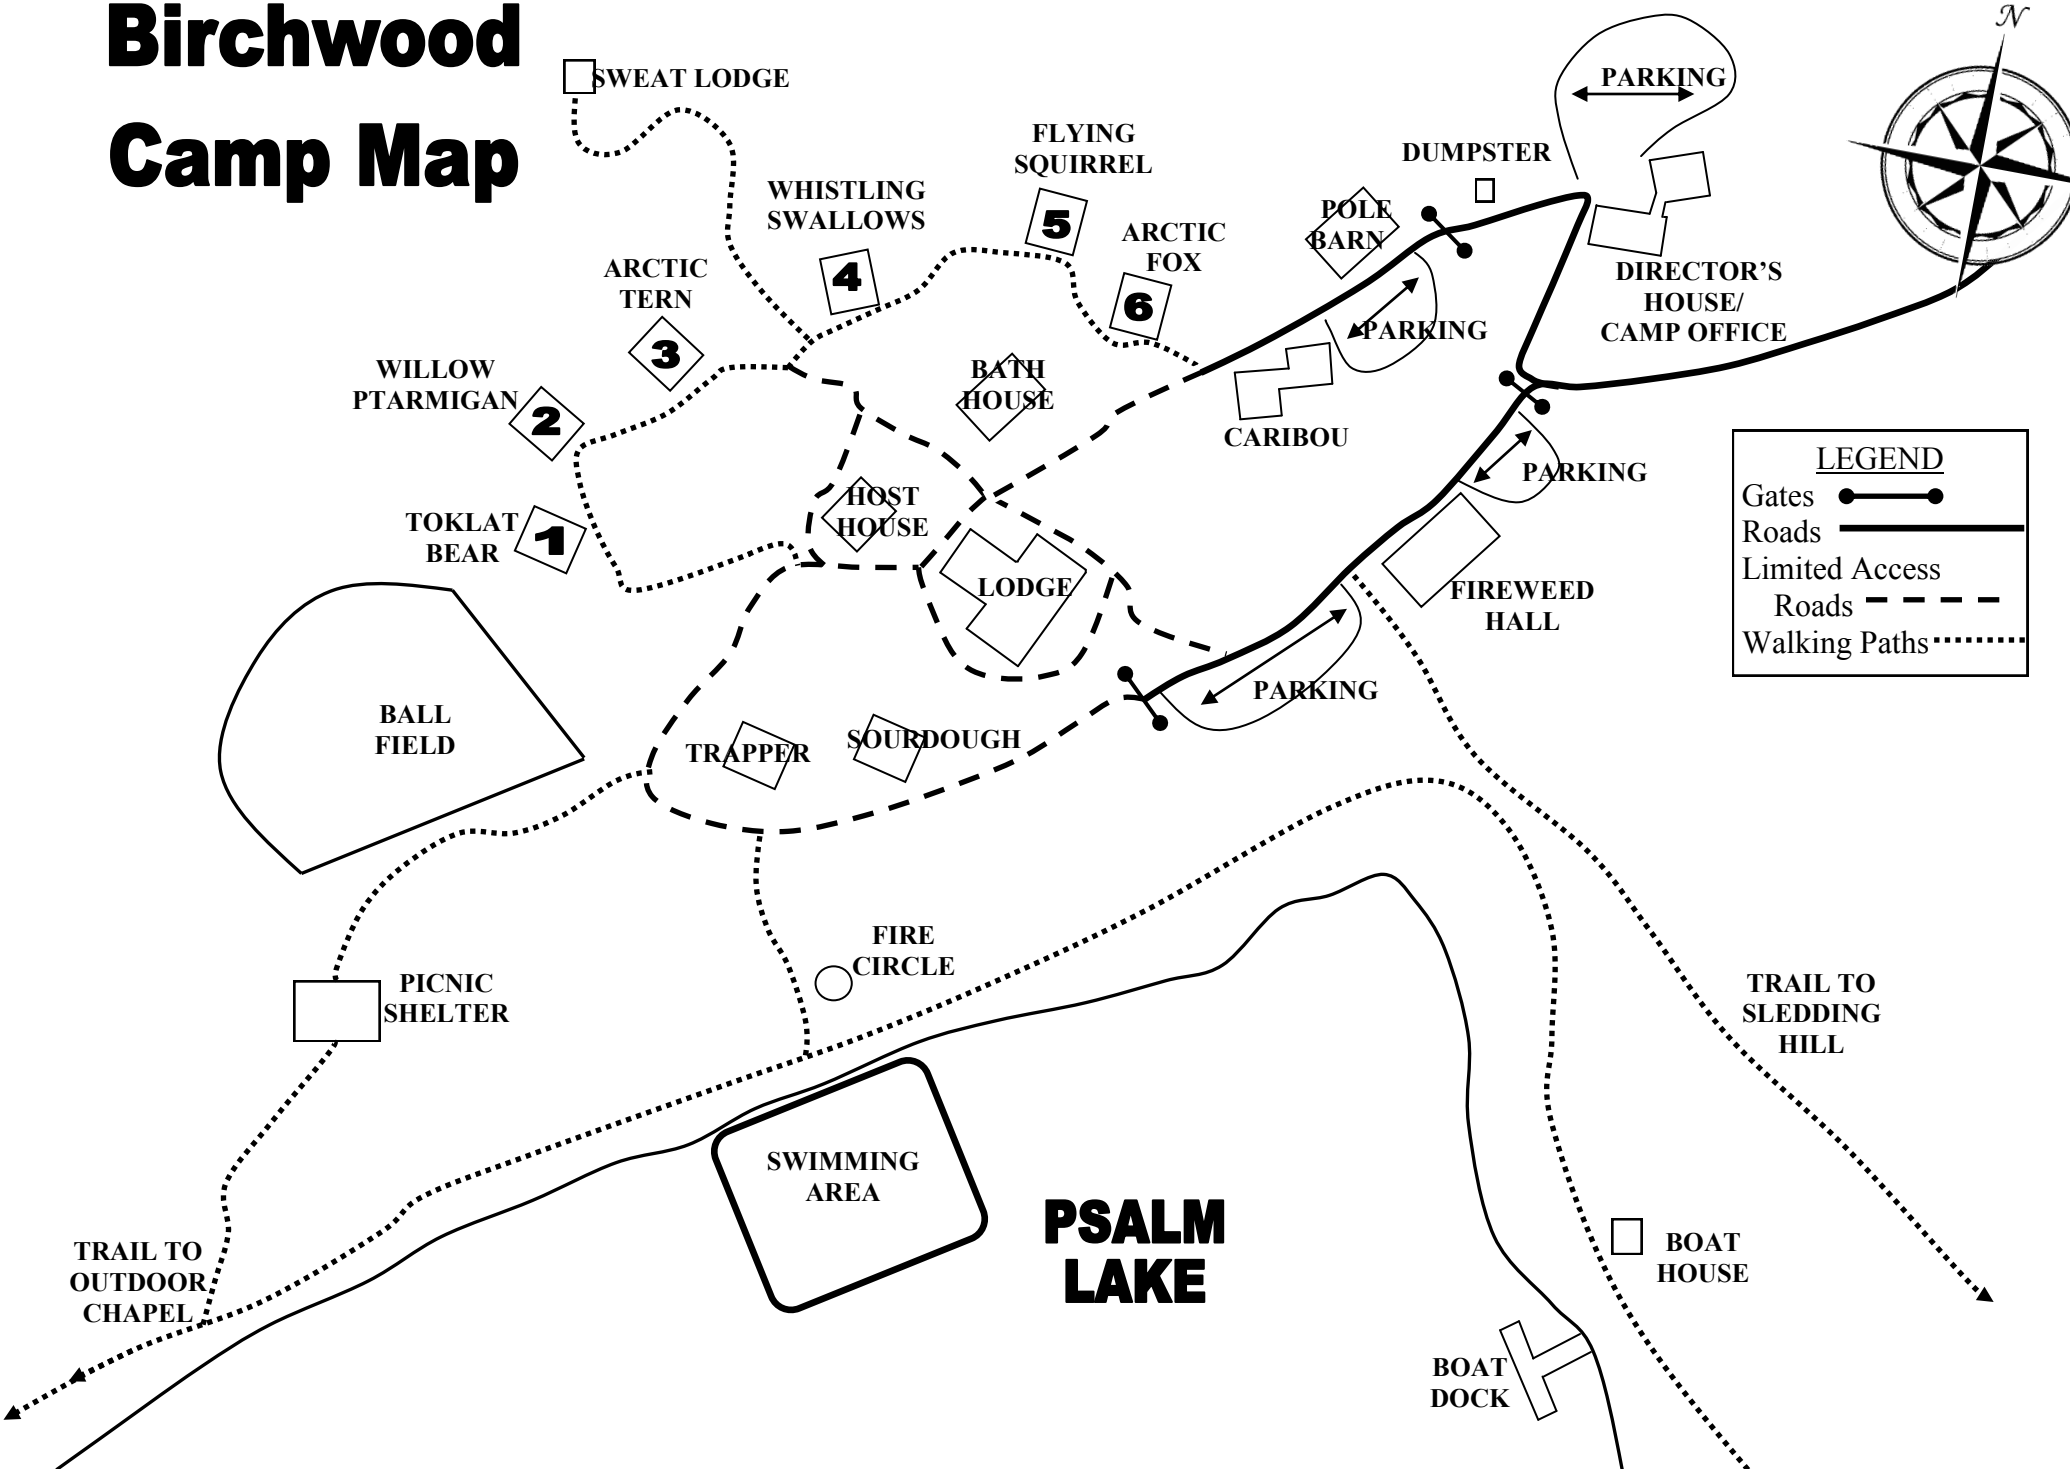 Birchwood
Camp Map
SWEAT LODGE
N
PARKING
DUMPSTER
FLYING
SQUIRREL
WHISTLING
SWALLOWS
5
POLE
BARN
ARCTIC
FOX
ARCTIC
TERN
4
6
DIRECTOR'S
HOUSE/
CAMP OFFICE
PARKING
3
WILLOW
PTARMIGAN
2
BATH
HOUSE
CARIBOU
PARKING
LEGEND
Gates
Roads
Limited Access
Roads
Walking Paths
HOST
HOUSE
TOKLAT
BEAR
1
LODGE
FIREWEED
HALL
PARKING
BALL
FIELD
TRAPPER
SOURDOUGH
FIRE
CIRCLE
PICNIC
SHELTER
TRAIL TO
SLEDDING
HILL
SWIMMING
AREA
PSALM
LAKE
TRAIL TO
OUTDOOR
CHAPEL
BOAT
HOUSE
BOAT
DOCK